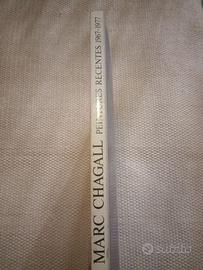 MARC CHAGALL PEINTURES RECENTES 1967-1977
subito